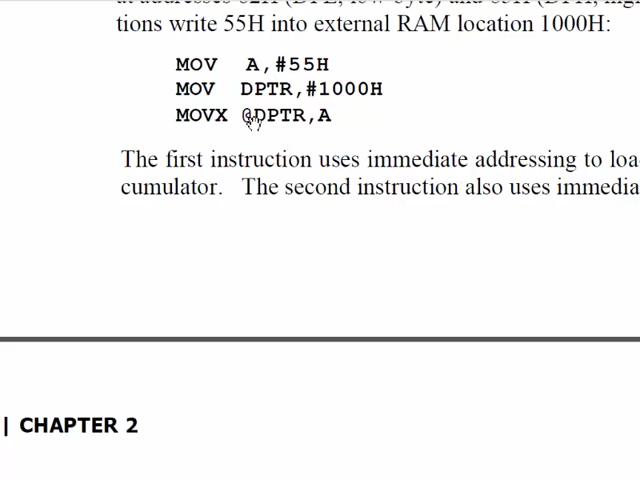 tions write 55H into external RAM location 1000H:
MOV A,#55H
MOV DPTR,#1000H
MOVX @DPTR,A
The first instruction uses immediate addressing to loa
cumulator. The second instruction also uses immedia
| CHAPTER 2